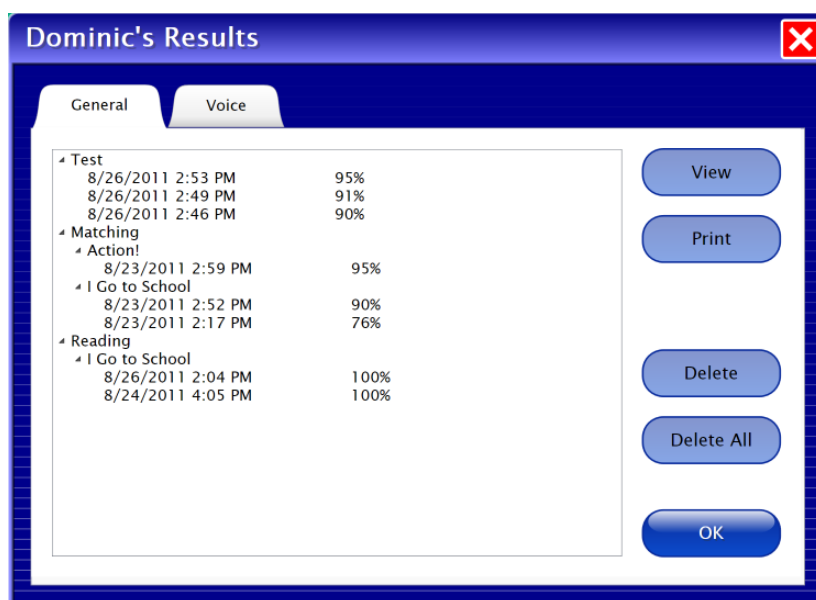 Dominic's Results
General Voice
Test
8/26/2011 2:53 PM 95%
8/26/2011 2:49 PM 91%
8/26/2011 2:46 PM 90%
Matching
Action!
8/23/2011 2:59 PM 95%
I Go to School
8/23/2011 2:52 PM 90%
8/23/2011 2:17 PM 76%
Reading
I Go to School
8/26/2011 2:04 PM 100%
8/24/2011 4:05 PM 100%
View
Print
Delete
Delete All
OK